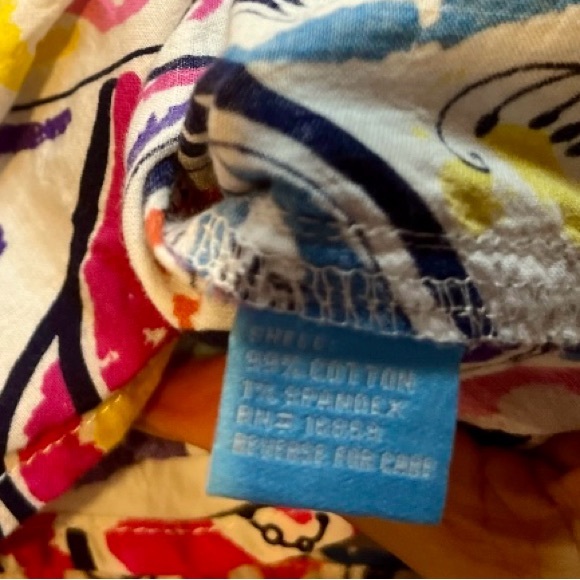 SHELL:
99% COTTON
1% SPANDEX
RN#
REVERSE FOR CARE